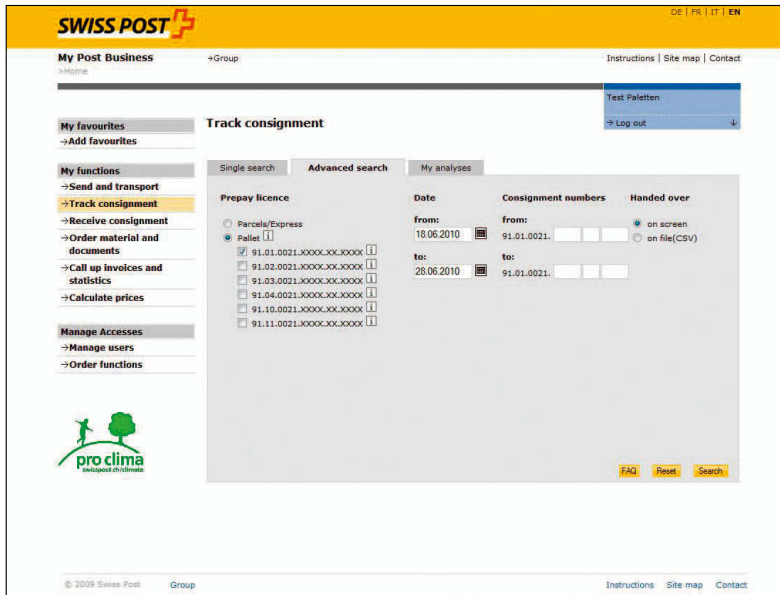 DE | FR | IT | EN
SWISS POST
My Post Business
→Group
Instructions | Site map | Contact
>Home
Test Paletten
→ Log out
My favourites
→Add favourites
My functions
→Send and transport
→Track consignment
→Receive consignment
→Order material and
documents
→Call up invoices and
statistics
→Calculate prices
Manage Accesses
→Manage users
→Order functions
pro clima
swisspost.ch/climate
Track consignment
Single search
Advanced search
My analyses
Prepay licence
Parcels/Express
Pallet i
91.01.0021.XXXX.XX.XXXX i
91.02.0021.XXXX.XX.XXXX i
91.03.0021.XXXX.XX.XXXX i
91.04.0021.XXXX.XX.XXXX i
91.10.0021.XXXX.XX.XXXX i
91.11.0021.XXXX.XX.XXXX i
Date
from:
18.06.2010
to:
28.06.2010
Consignment numbers
from:
91.01.0021.
to:
91.01.0021.
Handed over
on screen
on file(CSV)
FAQ
Reset
Search
© 2009 Swiss Post
Group
Instructions
Site map
Contact